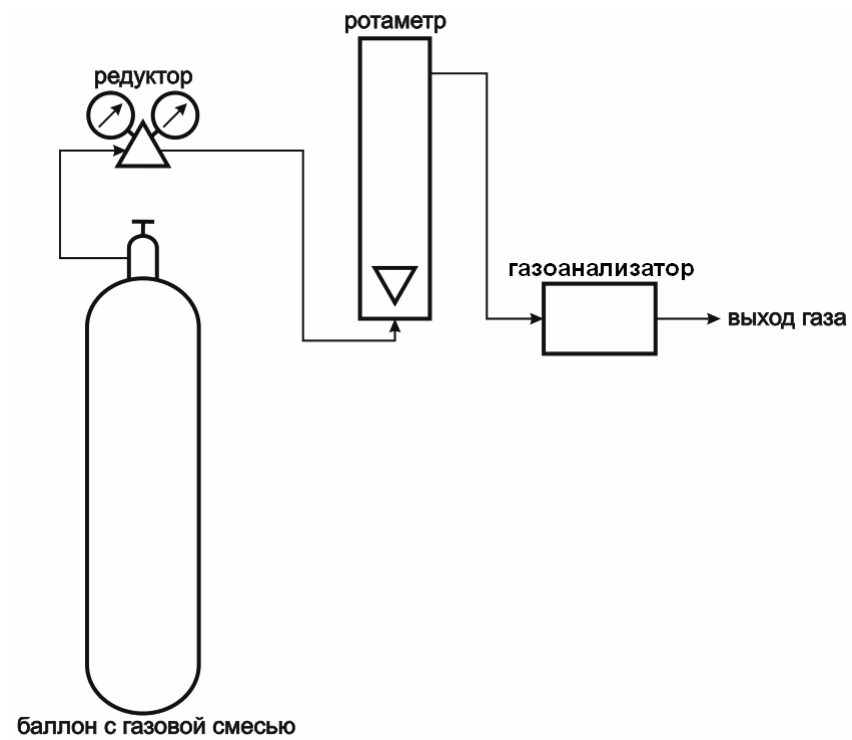 ротаметр
редуктор
газоанализатор
выход газа
баллон с газовой смесью